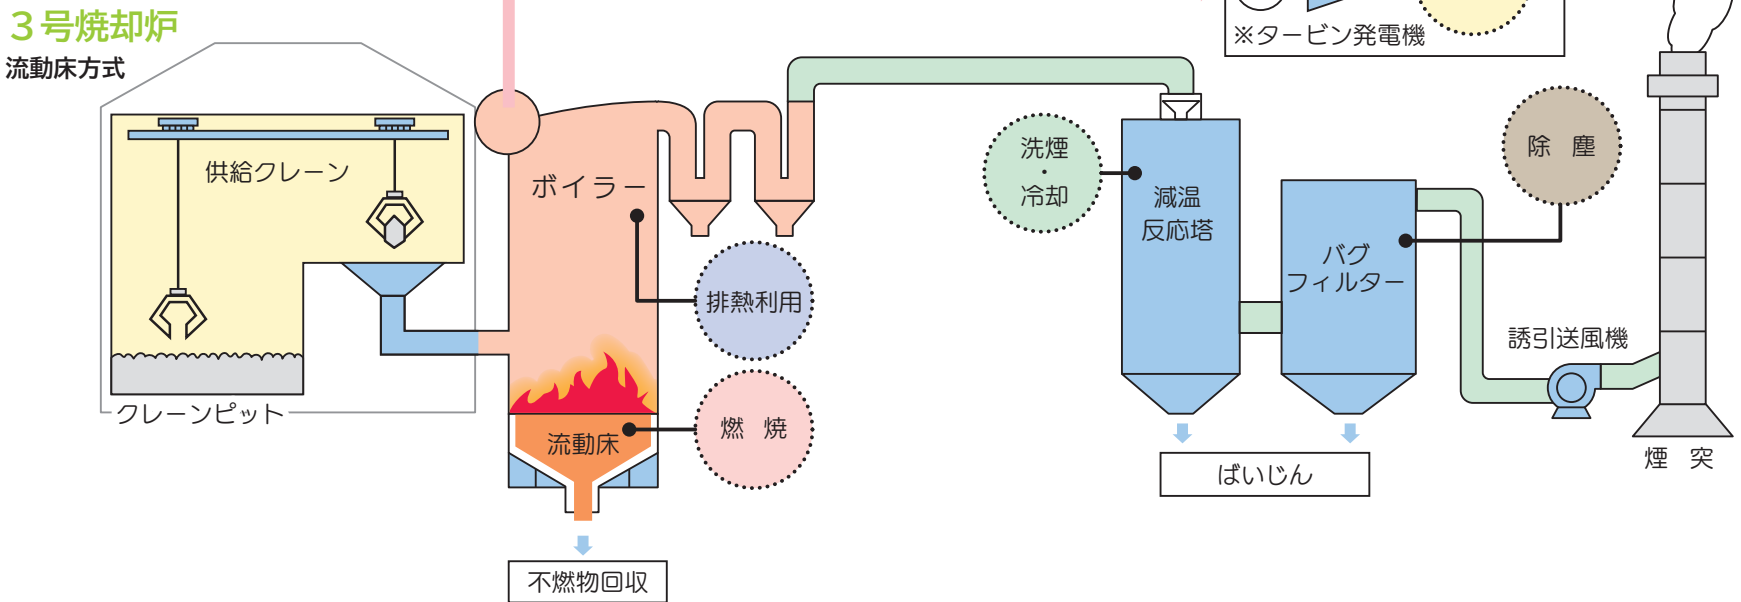 3号焼却炉
流動床方式
※タービン発電機
供給クレーン
クレーンピット
ボイラー
排熱利用
燃 焼
流動床
不燃物回収
洗煙
・
冷却
減温
反応塔
除 塵
バグ
フィルター
ばいじん
誘引送風機
煙 突